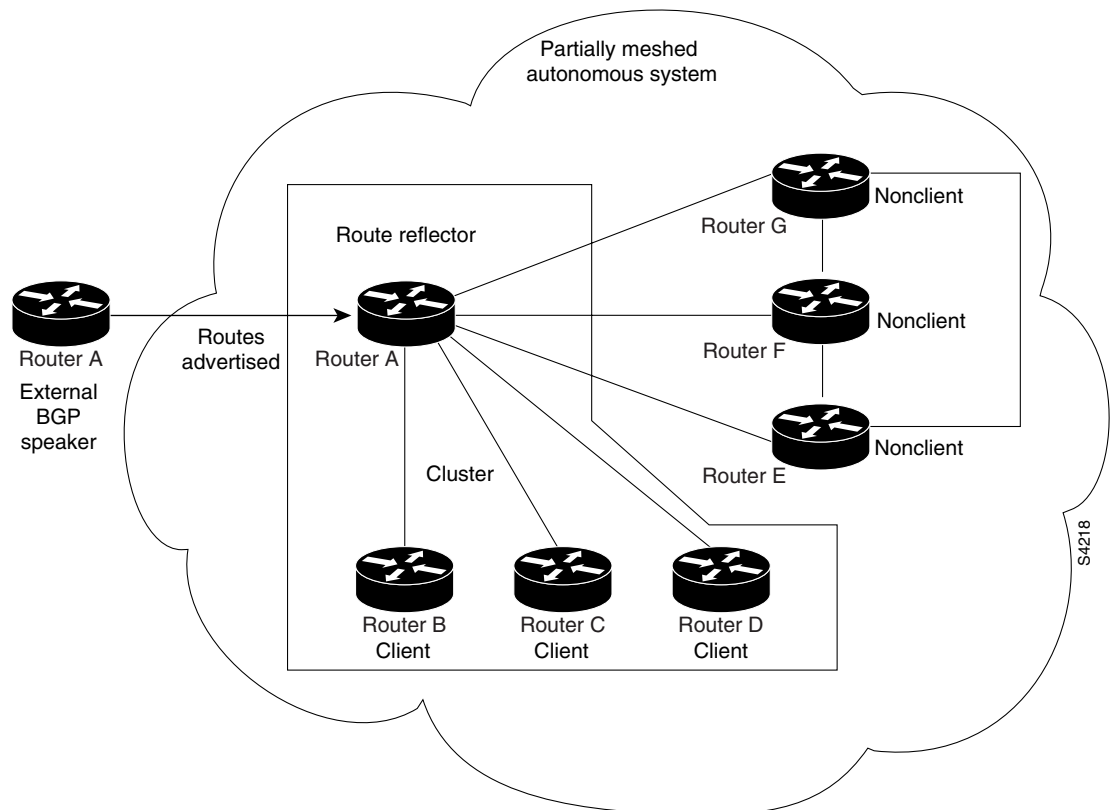 Partially meshed
autonomous system
Nonclient
Router G
Route reflector
Nonclient
Router F
Routes
advertised
Router A
Router A
External
BGP
speaker
Nonclient
Router E
Cluster
S4218
Router B
Client
Router C
Client
Router D
Client